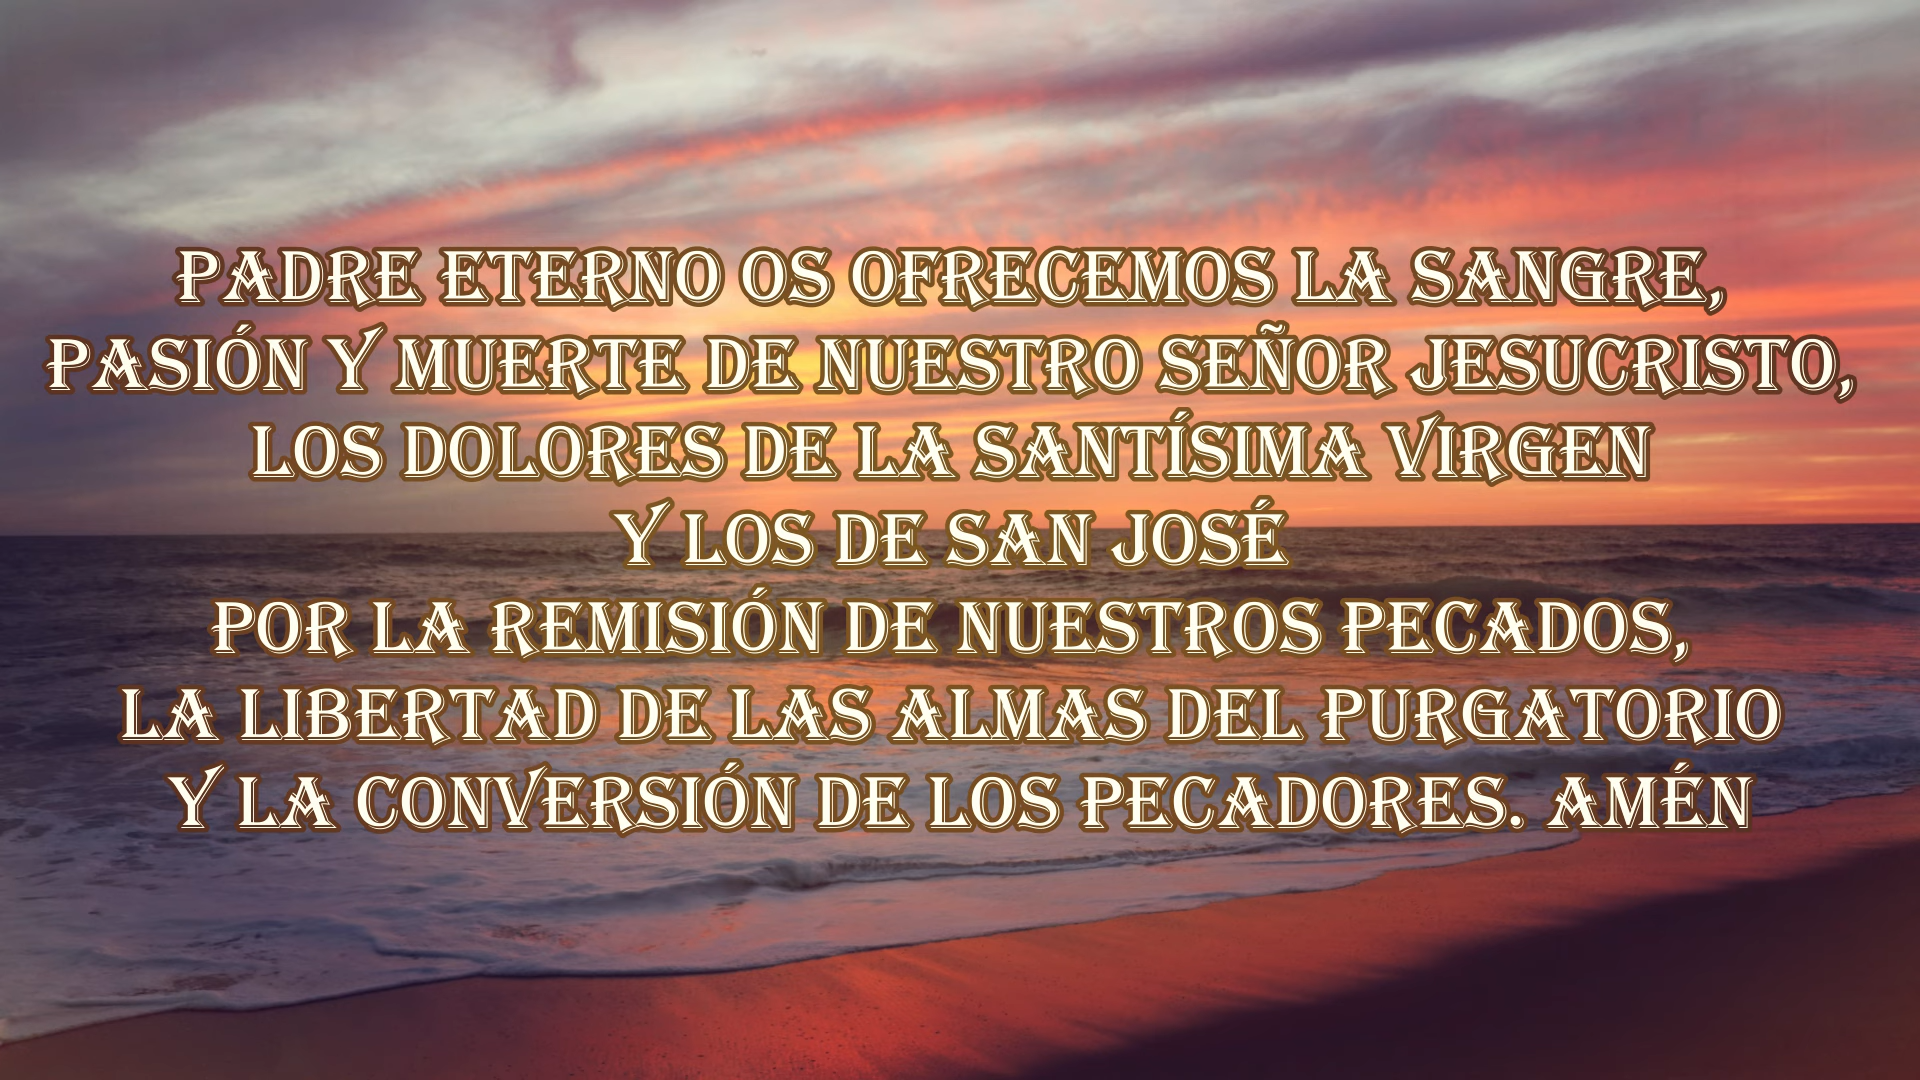 PADRE ETERNO OS OFRECEMOS LA SANGRE,
PASIÓN Y MUERTE DE NUESTRO SEÑOR JESUCRISTO,
LOS DOLORES DE LA SANTÍSIMA VIRGEN
Y LOS DE SAN JOSÉ
POR LA REMISIÓN DE NUESTROS PECADOS,
LA LIBERTAD DE LAS ALMAS DEL PURGATORIO
Y LA CONVERSIÓN DE LOS PECADORES. AMÉN